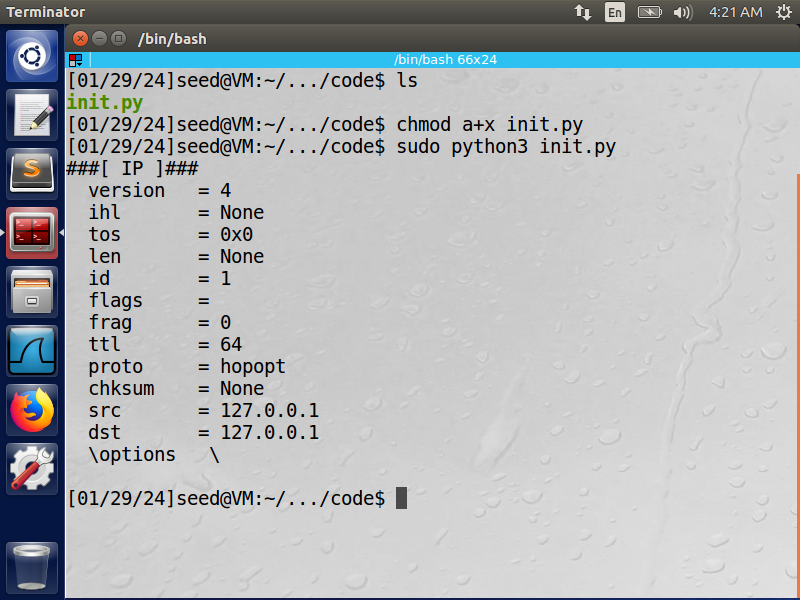 Terminator
En
4:21 AM
/bin/bash
/bin/bash 66x24
[01/29/24]seed@VM:~/.../code$ ls
init.py
[01/29/24]seed@VM:~/.../code$ chmod a+x init.py
[01/29/24]seed@VM:~/.../code$ sudo python3 init.py
###[ IP ]###
  version   = 4
  ihl       = None
  tos       = 0x0
  len       = None
  id        = 1
  flags     =
  frag      = 0
  ttl       = 64
  proto     = hopopt
  chksum    = None
  src       = 127.0.0.1
  dst       = 127.0.0.1
  \options   \
[01/29/24]seed@VM:~/.../code$